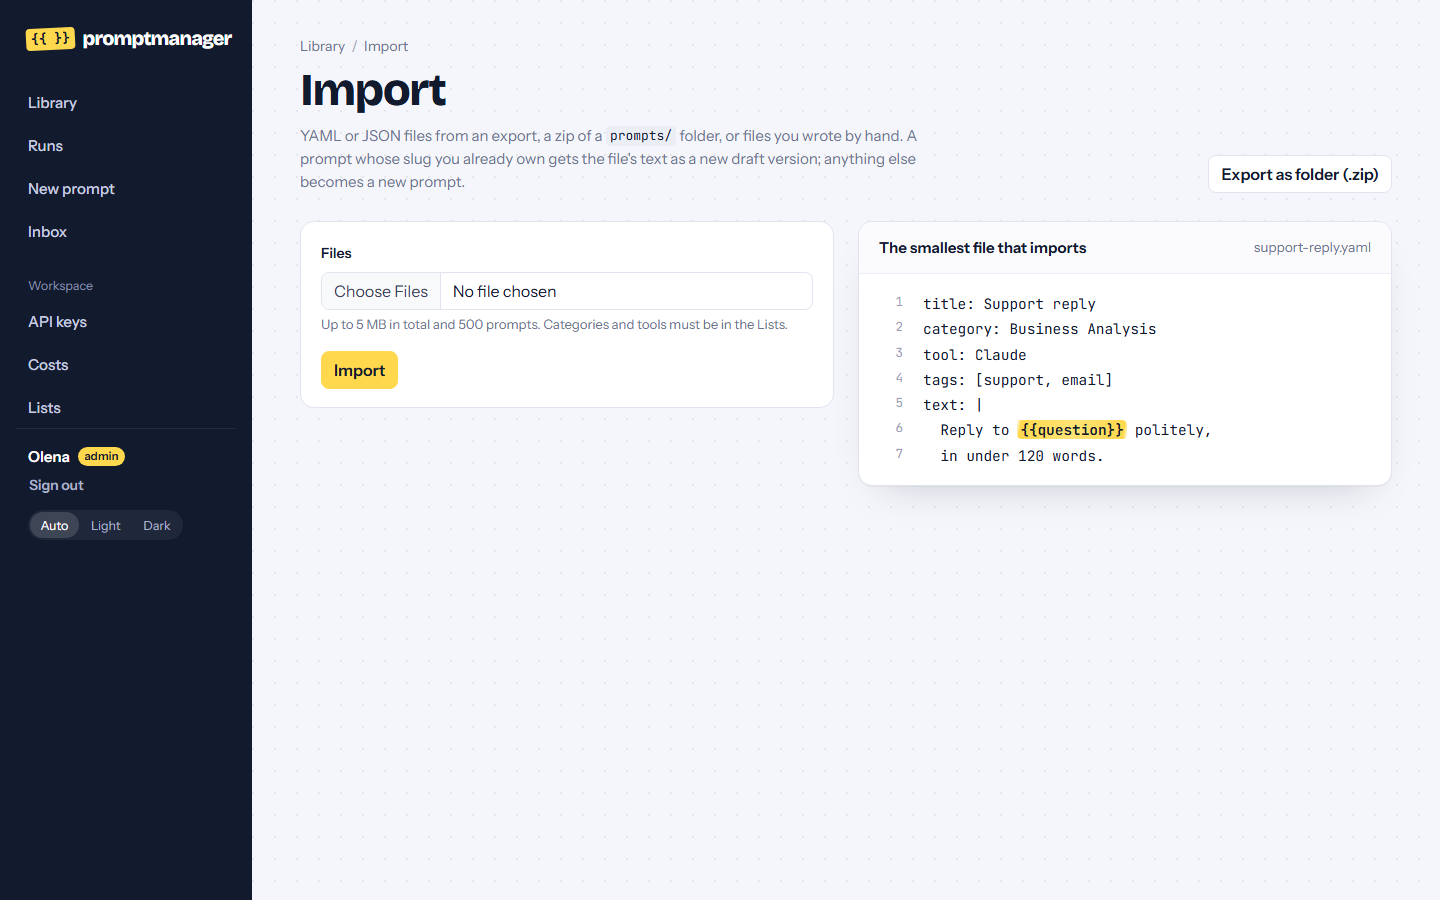 {{ }} promptmanager
Library
Runs
New prompt
Inbox
Workspace
API keys
Costs
Lists
Olena admin
Sign out
Auto Light Dark
Library / Import
Import
YAML or JSON files from an export, a zip of a prompts/ folder, or files you wrote by hand. A
prompt whose slug you already own gets the file's text as a new draft version; anything else
becomes a new prompt.
Export as folder (.zip)
Files
Choose Files No file chosen
Up to 5 MB in total and 500 prompts. Categories and tools must be in the Lists.
Import
The smallest file that imports support-reply.yaml
1 title: Support reply
2 category: Business Analysis
3 tool: Claude
4 tags: [support, email]
5 text: |
6 Reply to {{question}} politely,
7 in under 120 words.